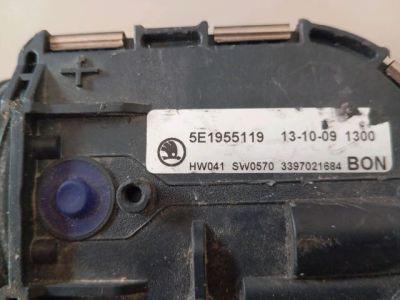 +
5E1955119 13-10-09 1300
HW041 SW0570 3397021684 BON